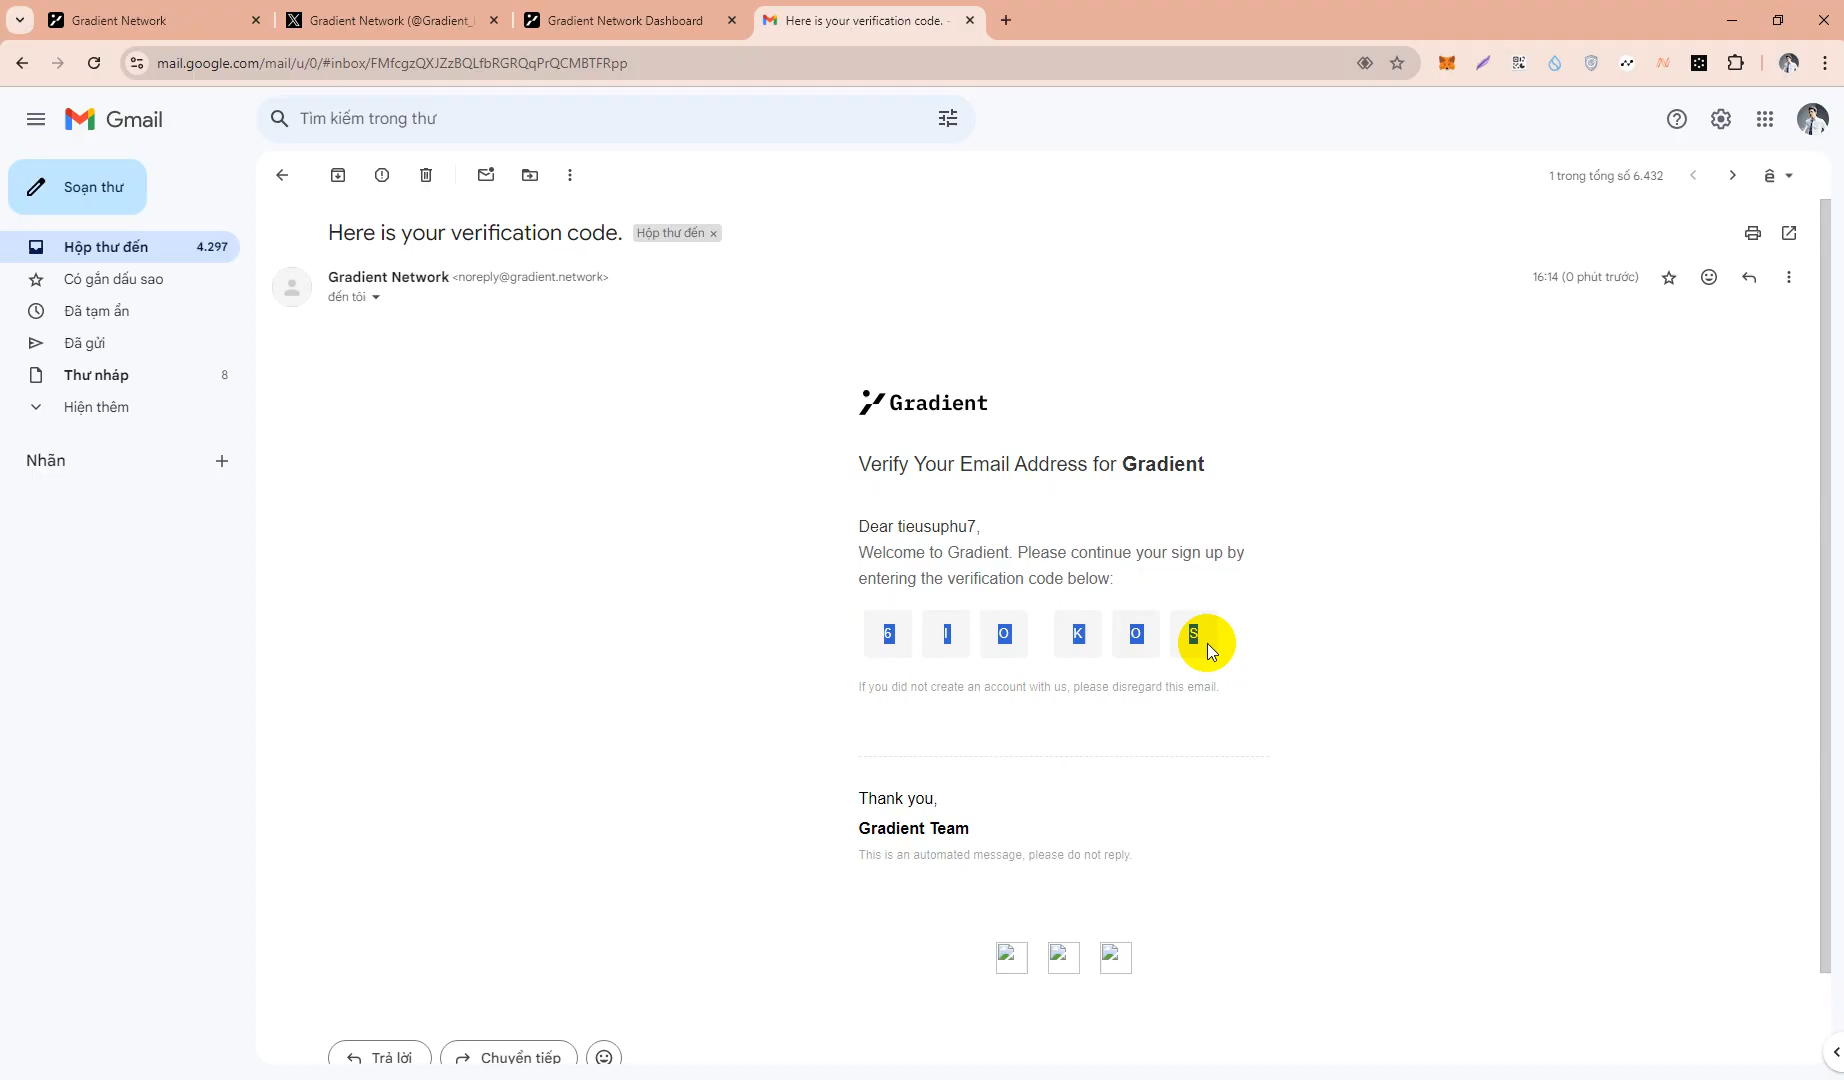 Gradient Network
Gradient Network (@Gradient_
Gradient Network Dashboard
Here is your verification code. -
mail.google.com/mail/u/0/#inbox/FMfcgzQXJZzBQLfbRGRQqPrQCMBTFRpp
Gmail
Tìm kiếm trong thư
Soạn thư
1 trong tổng số 6.432
Hộp thư đến 4.297
Có gắn dấu sao
Đã tạm ẩn
Đã gửi
Thư nháp 8
Hiện thêm
Nhãn
Here is your verification code. Hộp thư đến x
Gradient Network <noreply@gradient.network>
16:14 (0 phút trước)
đến tôi
Gradient
Verify Your Email Address for Gradient
Dear tieusuphu7,
Welcome to Gradient. Please continue your sign up by
entering the verification code below:
6 I O K O S
If you did not create an account with us, please disregard this email.
Thank you,
Gradient Team
This is an automated message, please do not reply.
Trả lời
Chuyển tiếp